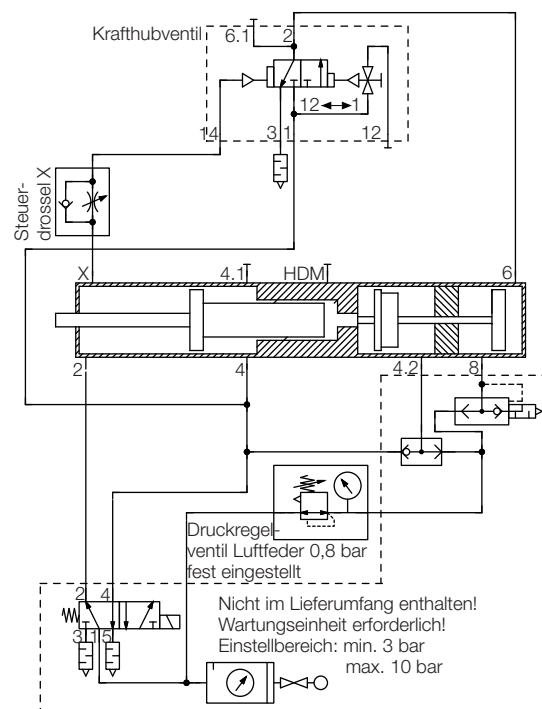 6.1
2
Krafthubventil
12 1
14
3 1
12
Steuer-
drossel X
X
4.1
HDM
6
2
4
4.2
8
Druckregel-
ventil Luftfeder 0,8 bar
fest eingestellt
2 4
3 1 5
Nicht im Lieferumfang enthalten!
Wartungseinheit erforderlich!
Einstellbereich: min. 3 bar
max. 10 bar